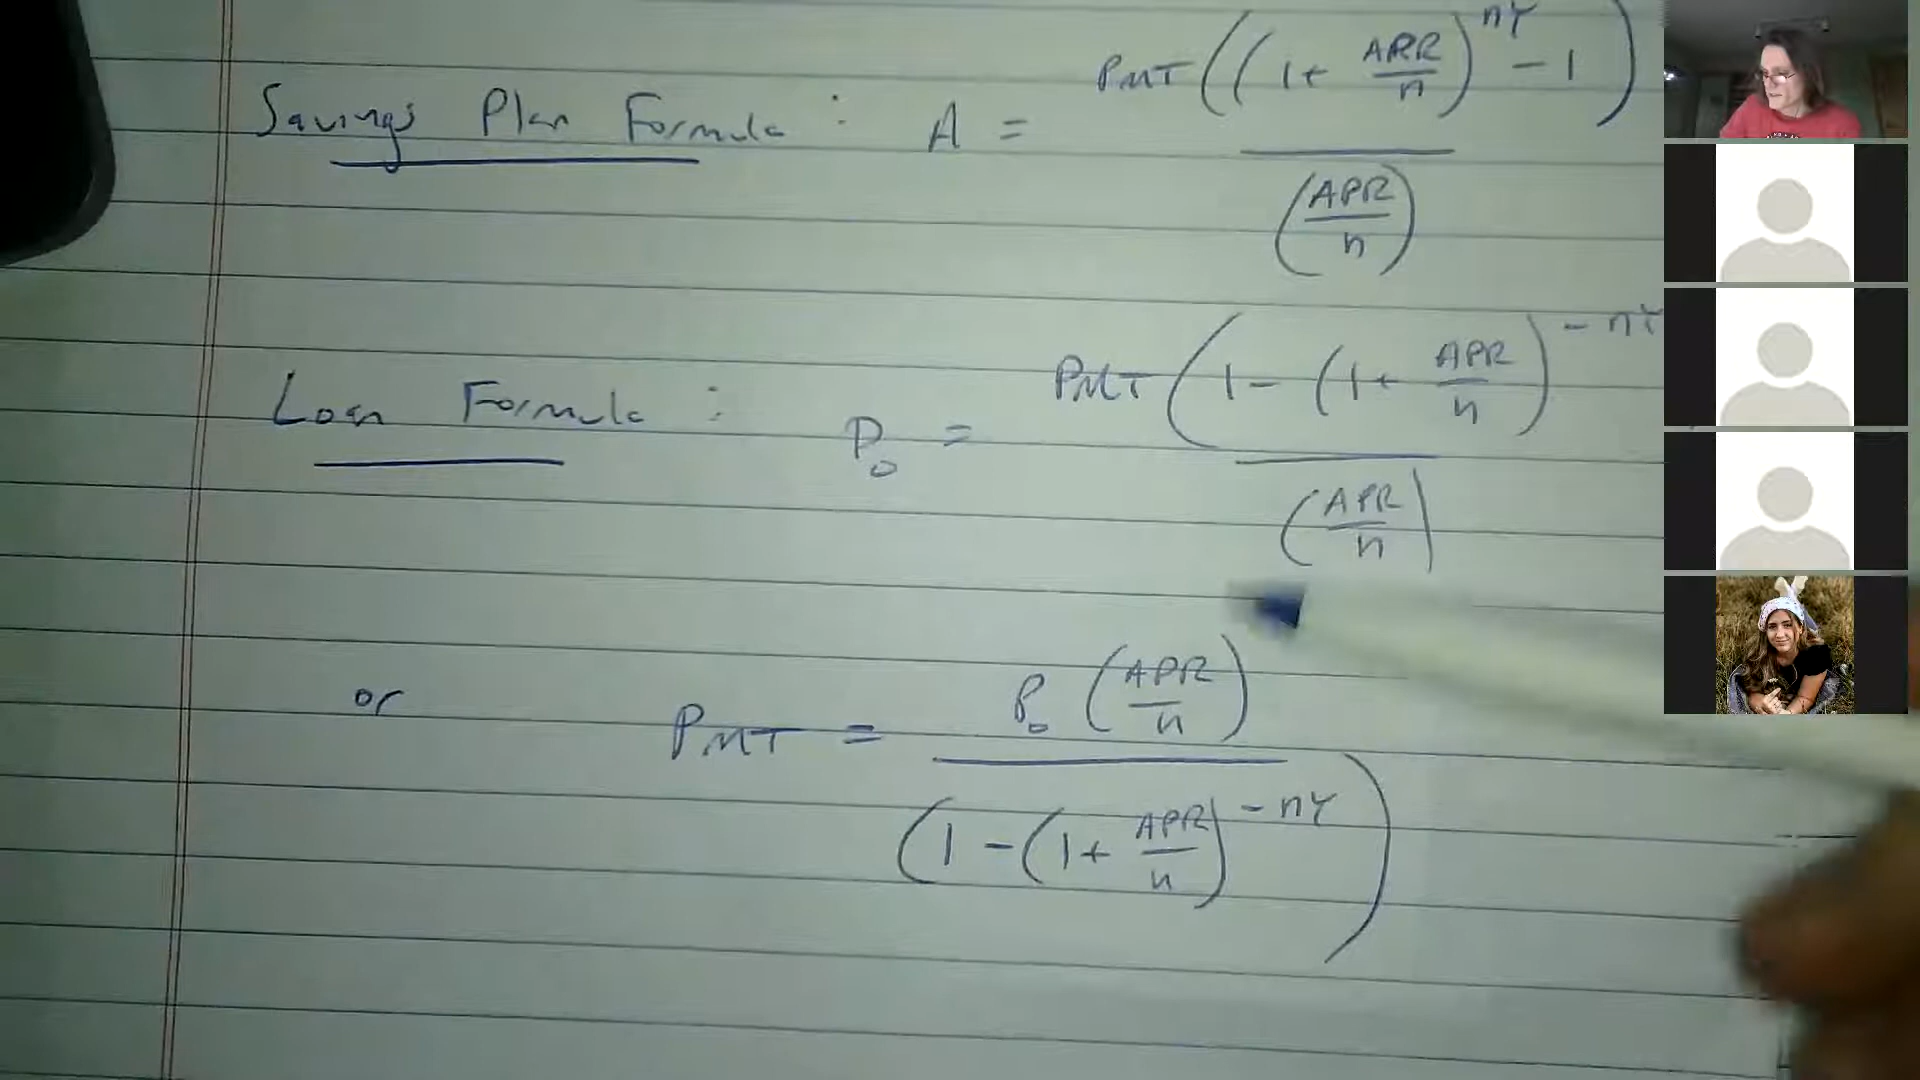 Savings Plan Formula : A = PMT((1 + APR/n)^nY - 1) / (APR/n)
Loan Formula : P₀ = PMT(1 - (1 + APR/n)^-nY) / (APR/n)
or PMT = P₀(APR/n) / (1 - (1 + APR/n)^-nY)